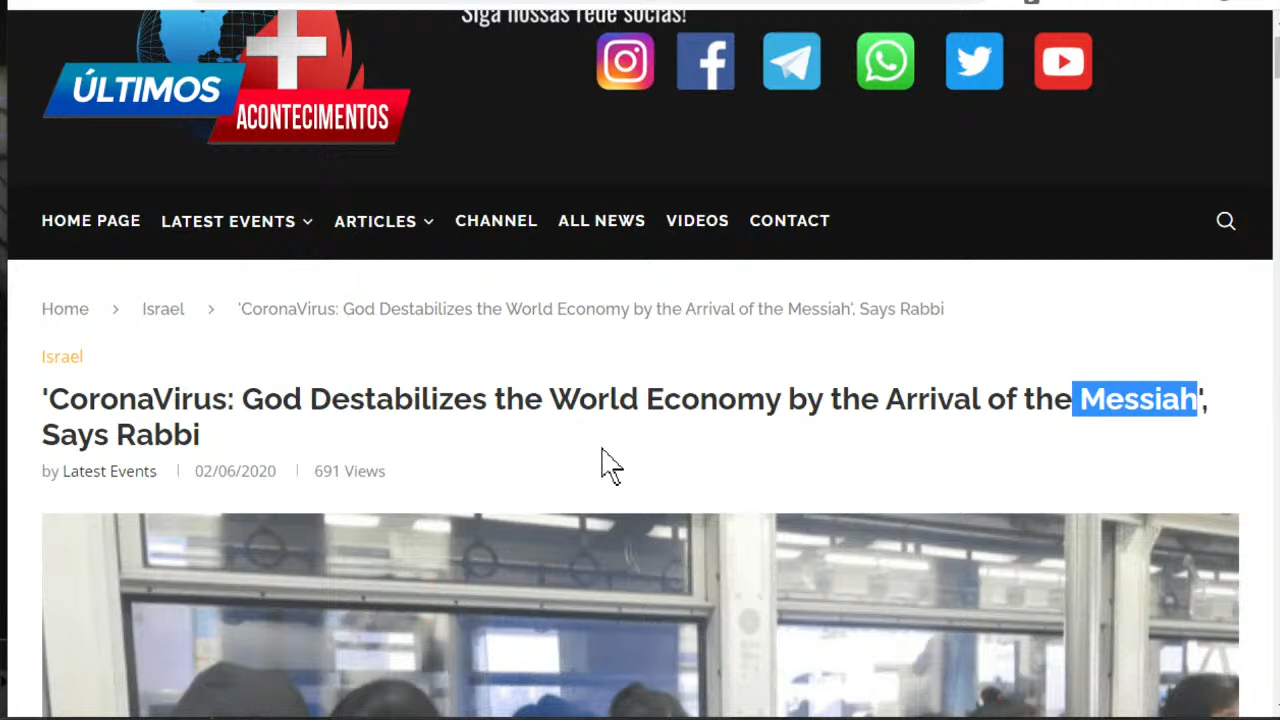 Siga nossas rede socias!
ÚLTIMOS
ACONTECIMENTOS
HOME PAGE LATEST EVENTS ARTICLES CHANNEL ALL NEWS VIDEOS CONTACT
Home > Israel > 'CoronaVirus: God Destabilizes the World Economy by the Arrival of the Messiah', Says Rabbi
Israel
'CoronaVirus: God Destabilizes the World Economy by the Arrival of the Messiah',
Says Rabbi
by Latest Events | 02/06/2020 | 691 Views